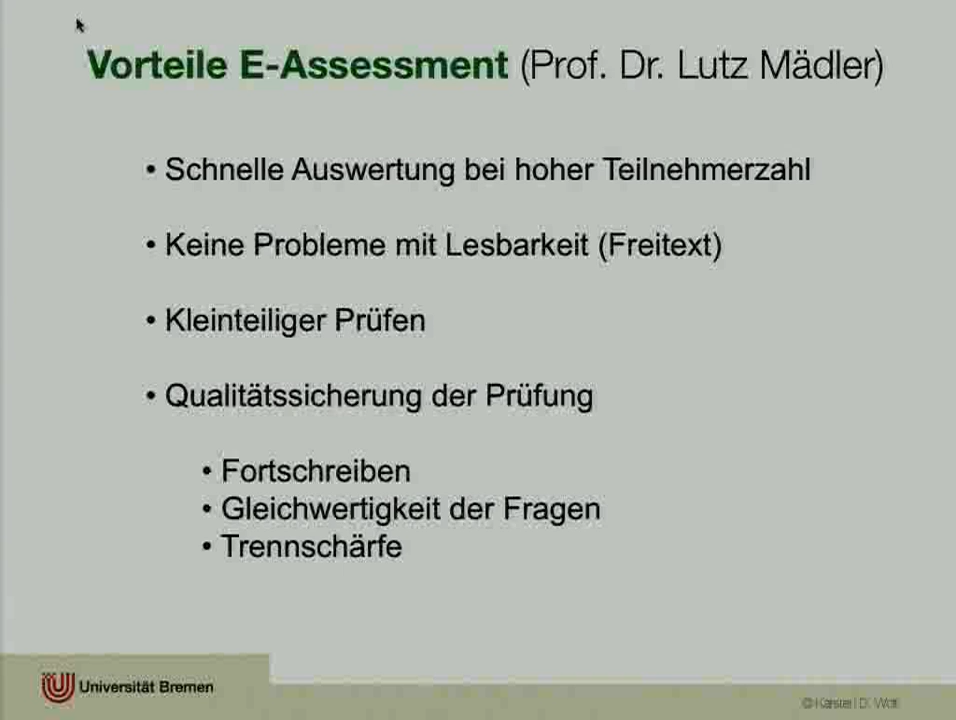 Vorteile E-Assessment (Prof. Dr. Lutz Mädler)
• Schnelle Auswertung bei hoher Teilnehmerzahl
• Keine Probleme mit Lesbarkeit (Freitext)
• Kleinteiliger Prüfen
• Qualitätssicherung der Prüfung
• Fortschreiben
• Gleichwertigkeit der Fragen
• Trennschärfe
Universität Bremen
© D.